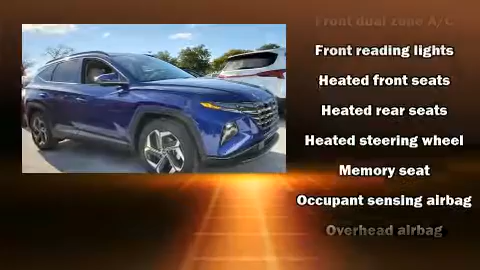 Front dual zone A/C
Front reading lights
Heated front seats
Heated rear seats
Heated steering wheel
Memory seat
Occupant sensing airbag
Overhead airbag